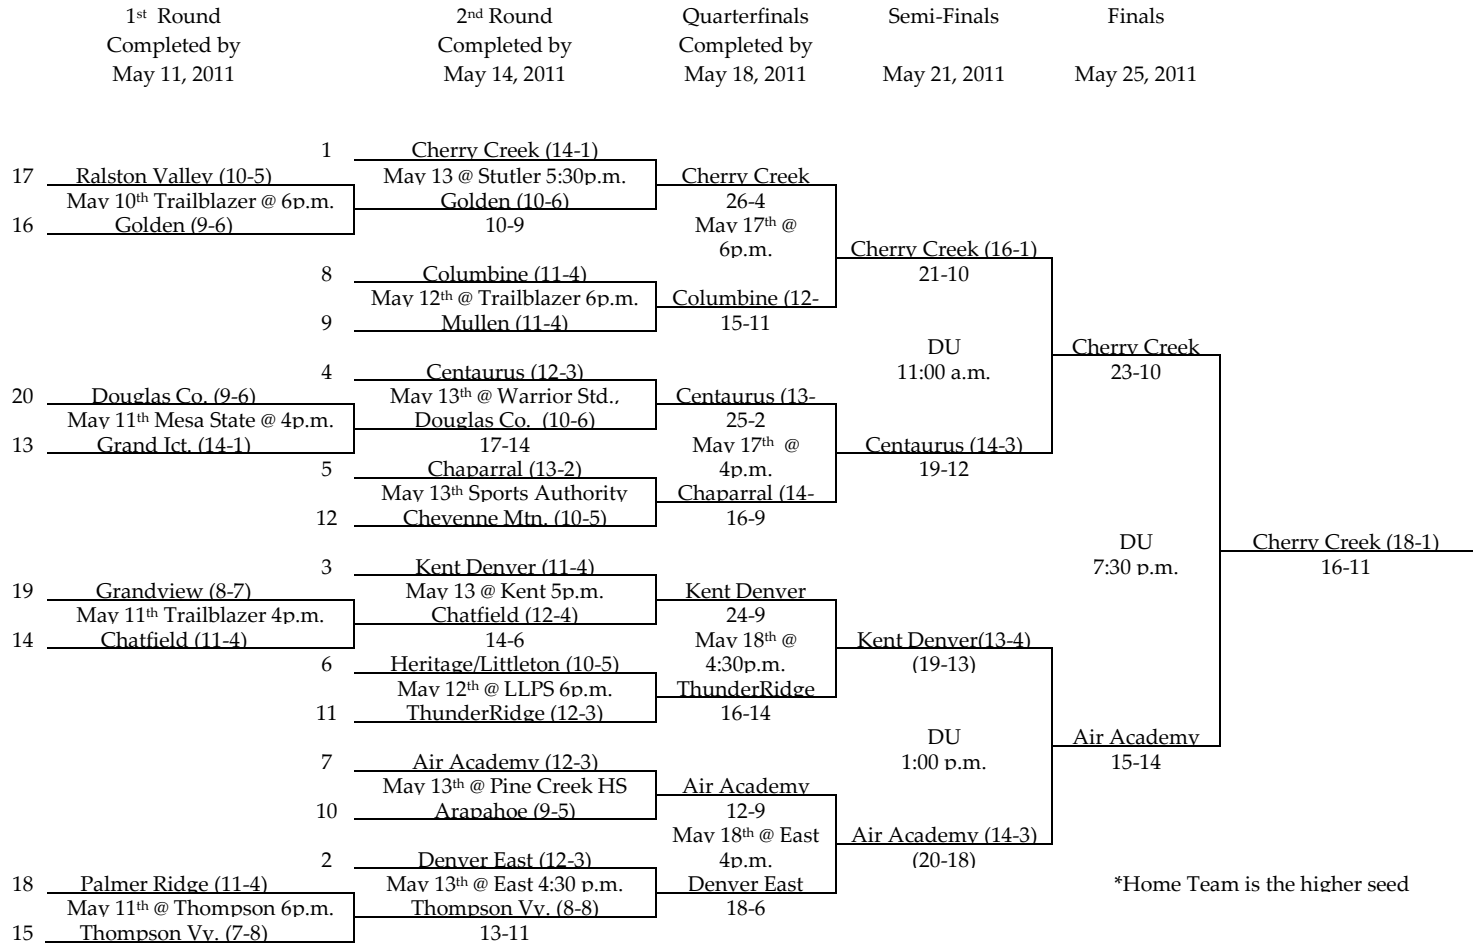 1st Round
Completed by
May 11, 2011
2nd Round
Completed by
May 14, 2011
Quarterfinals
Completed by
May 18, 2011
Semi-Finals
May 21, 2011
Finals
May 25, 2011
1 Cherry Creek (14-1)
17 Ralston Valley (10-5)
May 13 @ Stutler 5:30p.m.
Cherry Creek
May 10th Trailblazer @ 6p.m.
Golden (10-6)
26-4
16 Golden (9-6)
10-9
May 17th @
6p.m.
Cherry Creek (16-1)
21-10
8 Columbine (11-4)
May 12th @ Trailblazer 6p.m.
Columbine (12-
9 Mullen (11-4)
15-11
DU
11:00 a.m.
Cherry Creek
23-10
4 Centaurus (12-3)
20 Douglas Co. (9-6)
May 13th @ Warrior Std.,
Centaurus (13-
May 11th Mesa State @ 4p.m.
Douglas Co. (10-6)
25-2
13 Grand Jct. (14-1)
17-14
May 17th @
4p.m.
Centaurus (14-3)
19-12
5 Chaparral (13-2)
May 13th Sports Authority
Chaparral (14-
12 Cheyenne Mtn. (10-5)
16-9
DU
7:30 p.m.
Cherry Creek (18-1)
16-11
3 Kent Denver (11-4)
19 Grandview (8-7)
May 13 @ Kent 5p.m.
Kent Denver
May 11th Trailblazer 4p.m.
Chatfield (12-4)
24-9
14 Chatfield (11-4)
14-6
May 18th @
4:30p.m.
Kent Denver(13-4)
(19-13)
6 Heritage/Littleton (10-5)
May 12th @ LLPS 6p.m.
ThunderRidge
11 ThunderRidge (12-3)
16-14
DU
1:00 p.m.
Air Academy
15-14
7 Air Academy (12-3)
May 13th @ Pine Creek HS
Air Academy
10 Arapahoe (9-5)
12-9
May 18th @ East
4p.m.
Air Academy (14-3)
(20-18)
2 Denver East (12-3)
18 Palmer Ridge (11-4)
May 13th @ East 4:30 p.m.
Denver East
May 11th @ Thompson 6p.m.
Thompson Vy. (8-8)
18-6
15 Thompson Vy. (7-8)
13-11
*Home Team is the higher seed